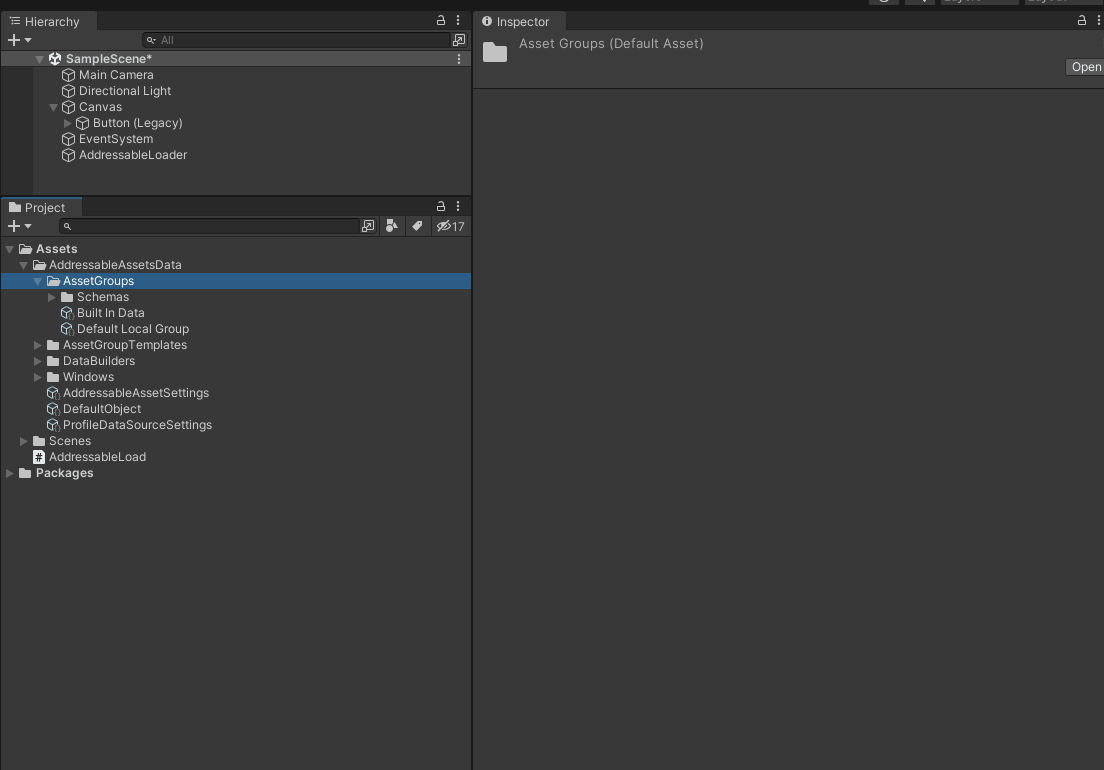 Hierarchy
All
SampleScene*
Main Camera
Directional Light
Canvas
Button (Legacy)
EventSystem
AddressableLoader
Project
17
Assets
AddressableAssetsData
AssetGroups
Schemas
Built In Data
Default Local Group
AssetGroupTemplates
DataBuilders
Windows
AddressableAssetSettings
DefaultObject
ProfileDataSourceSettings
Scenes
AddressableLoad
Packages
Inspector
Asset Groups (Default Asset)
Open